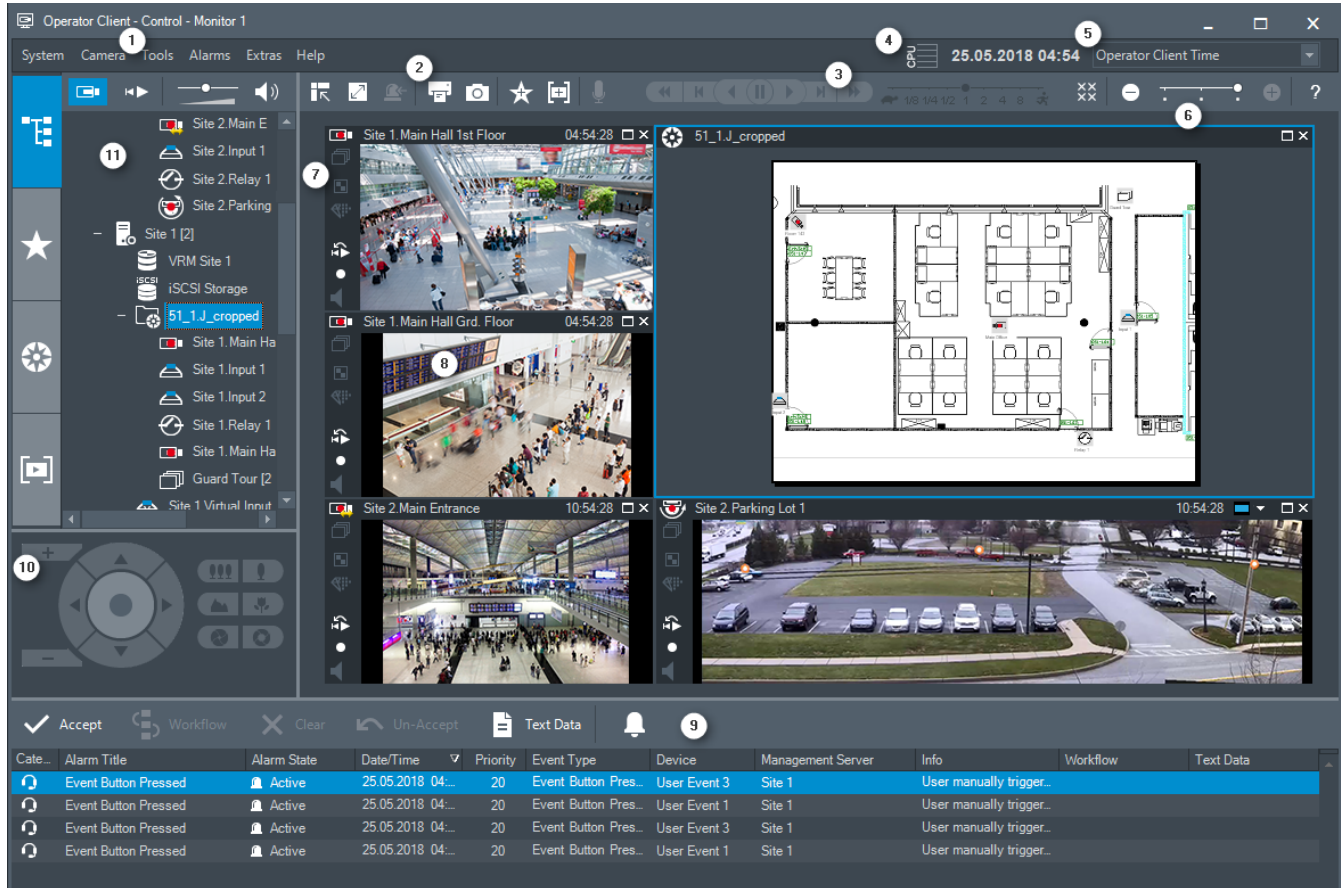 Operator Client - Control - Monitor 1
1
System Camera Tools Alarms Extras Help
4
CPU
25.05.2018 04:54
5
Operator Client Time
2
3
1/8 1/4 1/2 1 2 4 8
6
?
11
Site 2.Main E
Site 2.Input 1
Site 2.Relay 1
Site 2.Parking
Site 1 [2]
VRM Site 1
iSCSI
iSCSI Storage
51_1.J_cropped
Site 1.Main Ha
Site 1.Input 1
Site 1.Input 2
Site 1.Relay 1
Site 1.Main Ha
Guard Tour [2
Site 1.Virtual Input
10
7
Site 1.Main Hall 1st Floor 04:54:28
Site 1.Main Hall Grd. Floor 04:54:28
8
Site 2.Main Entrance 10:54:28
51_1.J_cropped
Guard Tour
Main Office
Input 1
Relay 1
Site 2.Parking Lot 1 10:54:28
Accept Workflow Clear Un-Accept Text Data
9
Cate... Alarm Title Alarm State Date/Time Priority Event Type Device Management Server Info Workflow Text Data
Event Button Pressed Active 25.05.2018 04:... 20 Event Button Pres... User Event 3 Site 1 User manually trigger...
Event Button Pressed Active 25.05.2018 04:... 20 Event Button Pres... User Event 1 Site 1 User manually trigger...
Event Button Pressed Active 25.05.2018 04:... 20 Event Button Pres... User Event 3 Site 1 User manually trigger...
Event Button Pressed Active 25.05.2018 04:... 20 Event Button Pres... User Event 1 Site 1 User manually trigger...